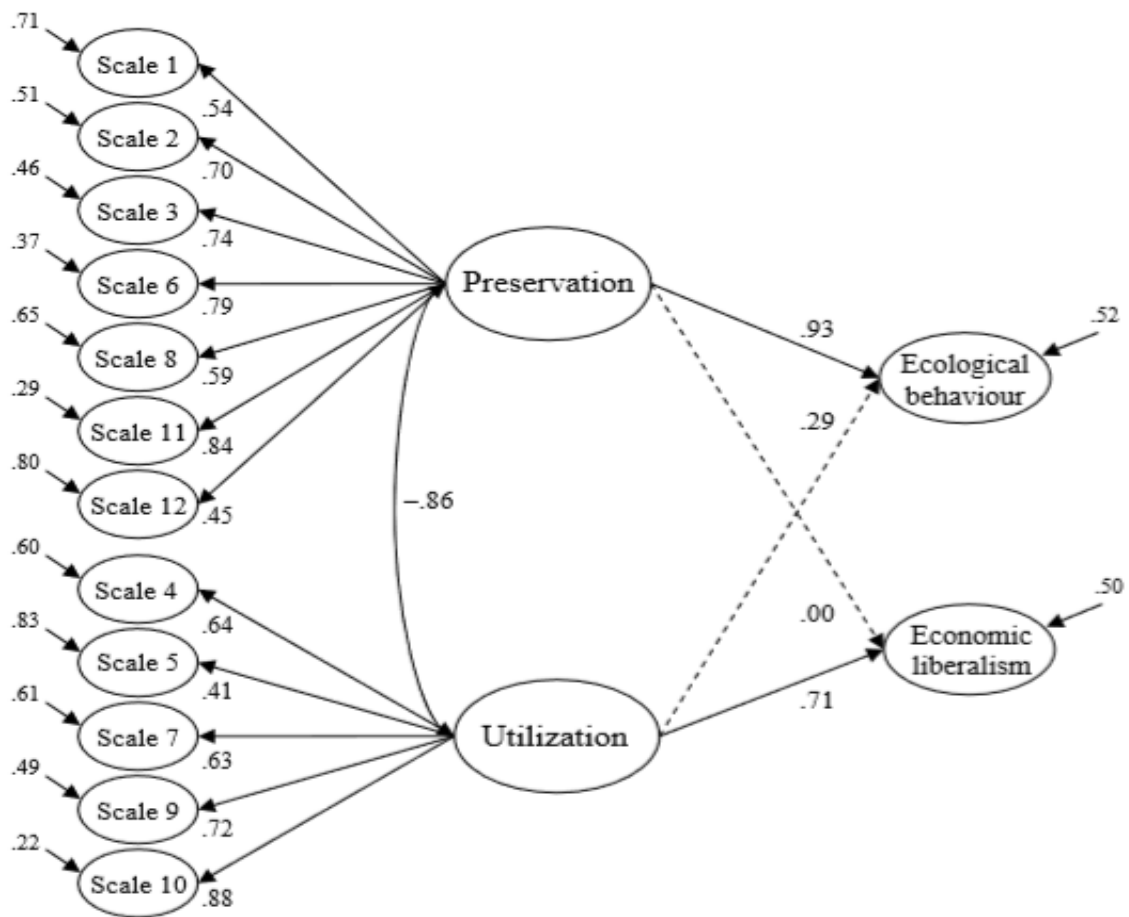 .71
Scale 1
.54
.51
Scale 2
.70
.46
Scale 3
.74
.37
Scale 6
.79
.65
Scale 8
.59
.29
Scale 11
.84
.80
Scale 12
.45
.60
Scale 4
.64
.83
Scale 5
.41
.61
Scale 7
.63
.49
Scale 9
.72
.22
Scale 10
.88
Preservation
–.86
Utilization
.93
.29
.00
.71
.52
Ecological
behaviour
.50
Economic
liberalism